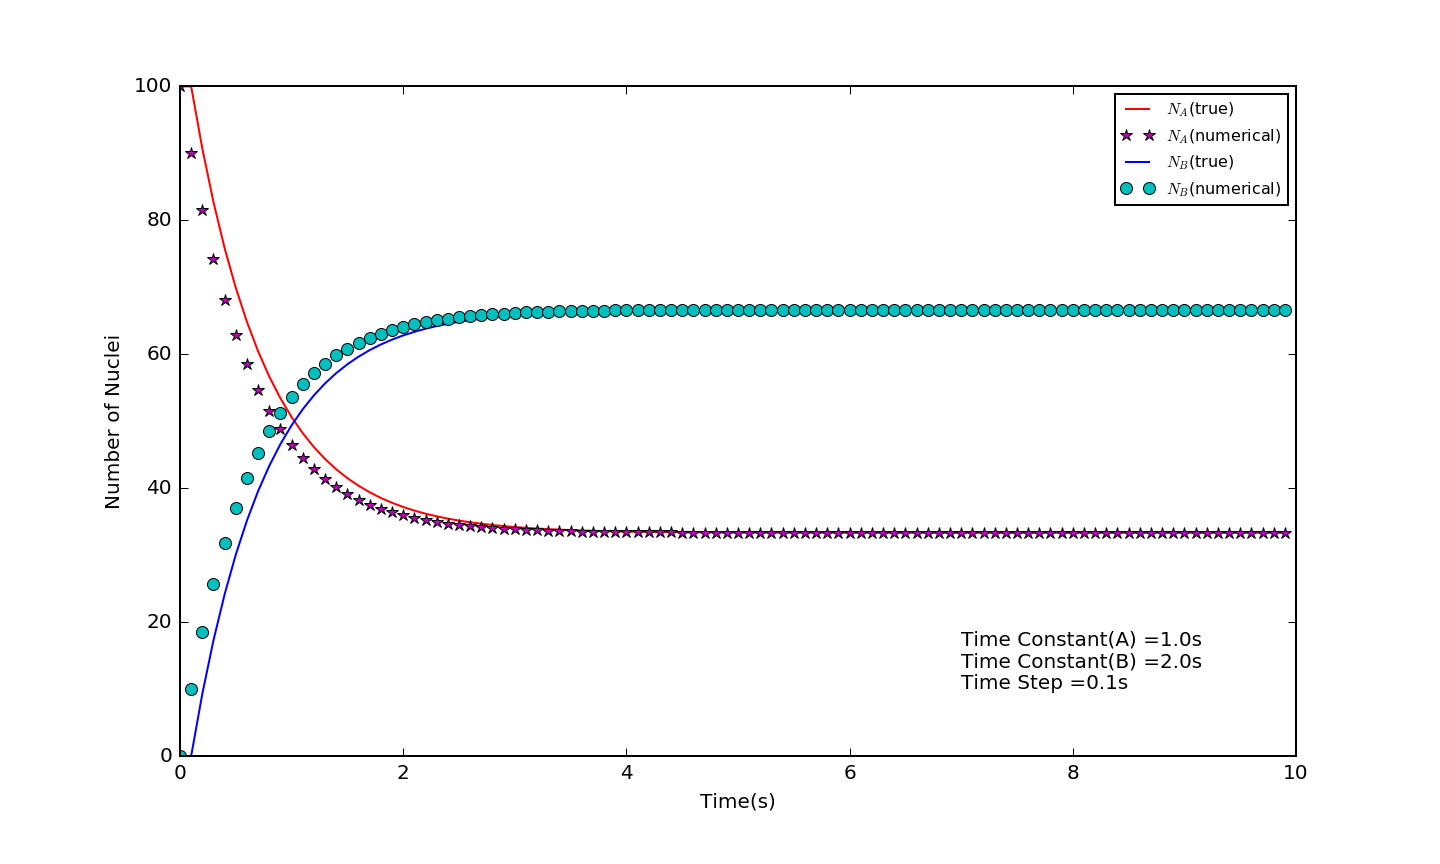 100
80
60
40
20
0
0 2 4 6 8 10
Number of Nuclei
Time(s)
N_A(true)
N_A(numerical)
N_B(true)
N_B(numerical)
Time Constant(A) =1.0s
Time Constant(B) =2.0s
Time Step =0.1s